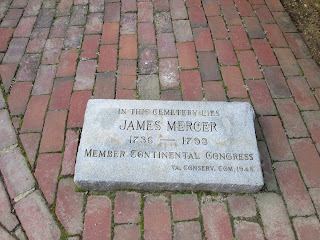 IN THIS CEMETERY LIES
JAMES MERCER
1736 – 1793
MEMBER CONTINENTAL CONGRESS
VA. CONSERV. COM. 1948